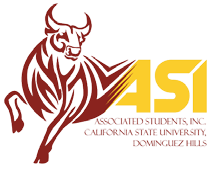 ASI
ASSOCIATED STUDENTS, INC.
CALIFORNIA STATE UNIVERSITY,
DOMINGUEZ HILLS